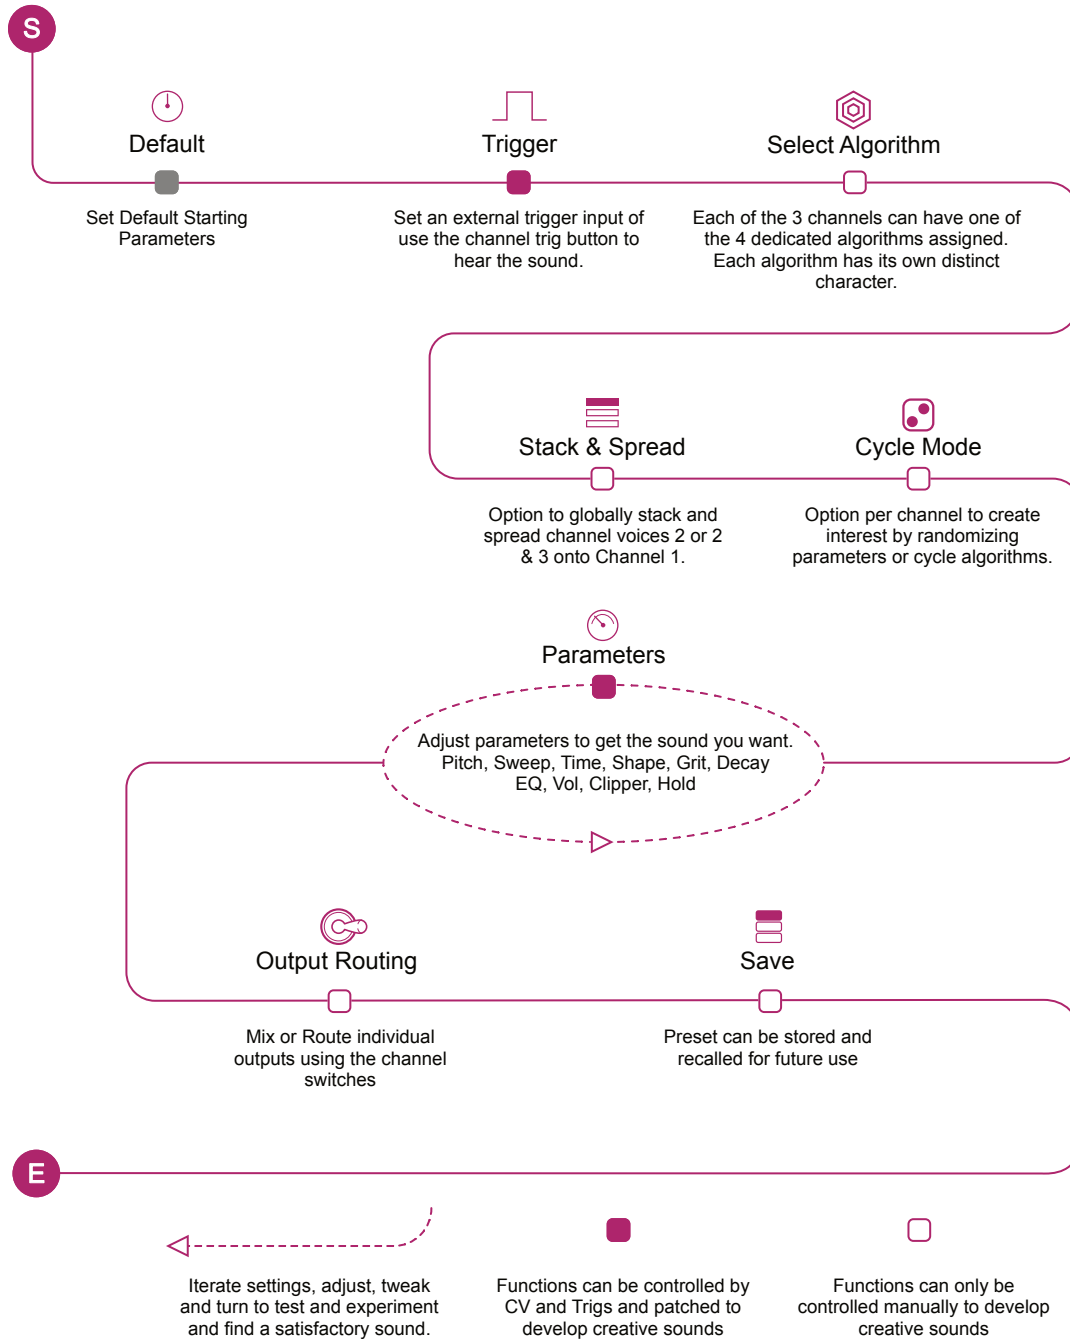 S
Default
Set Default Starting
Parameters
Trigger
Set an external trigger input of
use the channel trig button to
hear the sound.
Select Algorithm
Each of the 3 channels can have one of
the 4 dedicated algorithms assigned.
Each algorithm has its own distinct
character.
Stack & Spread
Option to globally stack and
spread channel voices 2 or 2
& 3 onto Channel 1.
Cycle Mode
Option per channel to create
interest by randomizing
parameters or cycle algorithms.
Parameters
Adjust parameters to get the sound you want.
Pitch, Sweep, Time, Shape, Grit, Decay
EQ, Vol, Clipper, Hold
Output Routing
Mix or Route individual
outputs using the channel
switches
Save
Preset can be stored and
recalled for future use
E
Iterate settings, adjust, tweak
and turn to test and experiment
and find a satisfactory sound.
Functions can be controlled by
CV and Trigs and patched to
develop creative sounds
Functions can only be
controlled manually to develop
creative sounds